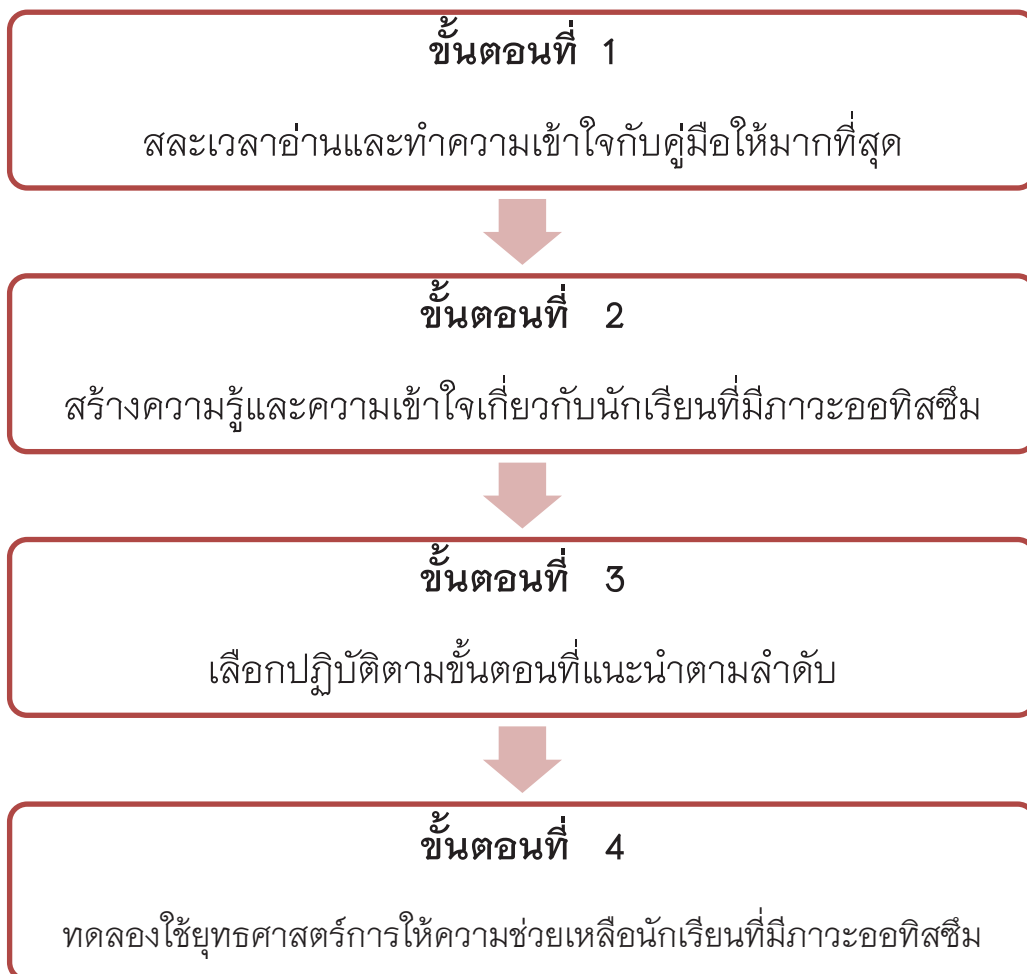 ขั้นตอนที่ 1
สละเวลาอ่านและทำความเข้าใจกับคู่มือให้มากที่สุด
ขั้นตอนที่ 2
สร้างความรู้และความเข้าใจเกี่ยวกับนักเรียนที่มีภาวะออทิสซึม
ขั้นตอนที่ 3
เลือกปฏิบัติตามขั้นตอนที่แนะนำตามลำดับ
ขั้นตอนที่ 4
ทดลองใช้ยุทธศาสตร์การให้ความช่วยเหลือนักเรียนที่มีภาวะออทิสซึม